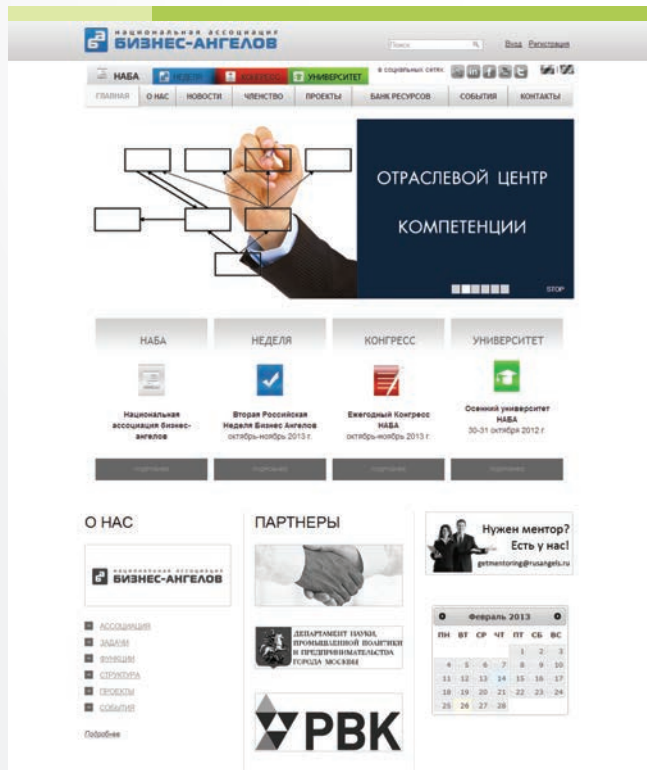 национальная ассоциация
БИЗНЕС-АНГЕЛОВ
Поиск
Вход Регистрация
НАБА НЕДЕЛЯ КОНГРЕСС УНИВЕРСИТЕТ
в социальных сетях:
ГЛАВНАЯ О НАС НОВОСТИ ЧЛЕНСТВО ПРОЕКТЫ БАНК РЕСУРСОВ СОБЫТИЯ КОНТАКТЫ
ОТРАСЛЕВОЙ ЦЕНТР
КОМПЕТЕНЦИИ
STOP
НАБА НЕДЕЛЯ КОНГРЕСС УНИВЕРСИТЕТ
Национальная
ассоциация бизнес-
ангелов
Вторая Российская
Неделя Бизнес Ангелов
октябрь-ноябрь 2013 г.
Ежегодный Конгресс
НАБА
октябрь-ноябрь 2013 г.
Осенний университет
НАБА
30-31 октября 2012 г.
ПОДРОБНЕЕ ПОДРОБНЕЕ ПОДРОБНЕЕ ПОДРОБНЕЕ
О НАС
национальная ассоциация
БИЗНЕС-АНГЕЛОВ
АССОЦИАЦИЯ
ЗАДАЧИ
ФУНКЦИИ
СТРУКТУРА
ПРОЕКТЫ
СОБЫТИЯ
Подробнее
ПАРТНЕРЫ
ДЕПАРТАМЕНТ НАУКИ,
ПРОМЫШЛЕННОЙ ПОЛИТИКИ
И ПРЕДПРИНИМАТЕЛЬСТВА
ГОРОДА МОСКВЫ
РВК
Нужен ментор?
Есть у нас!
getmentoring@rusangels.ru
Февраль 2013
ПН ВТ СР ЧТ ПТ СБ ВС
1 2 3
4 5 6 7 8 9 10
11 12 13 14 15 16 17
18 19 20 21 22 23 24
25 26 27 28